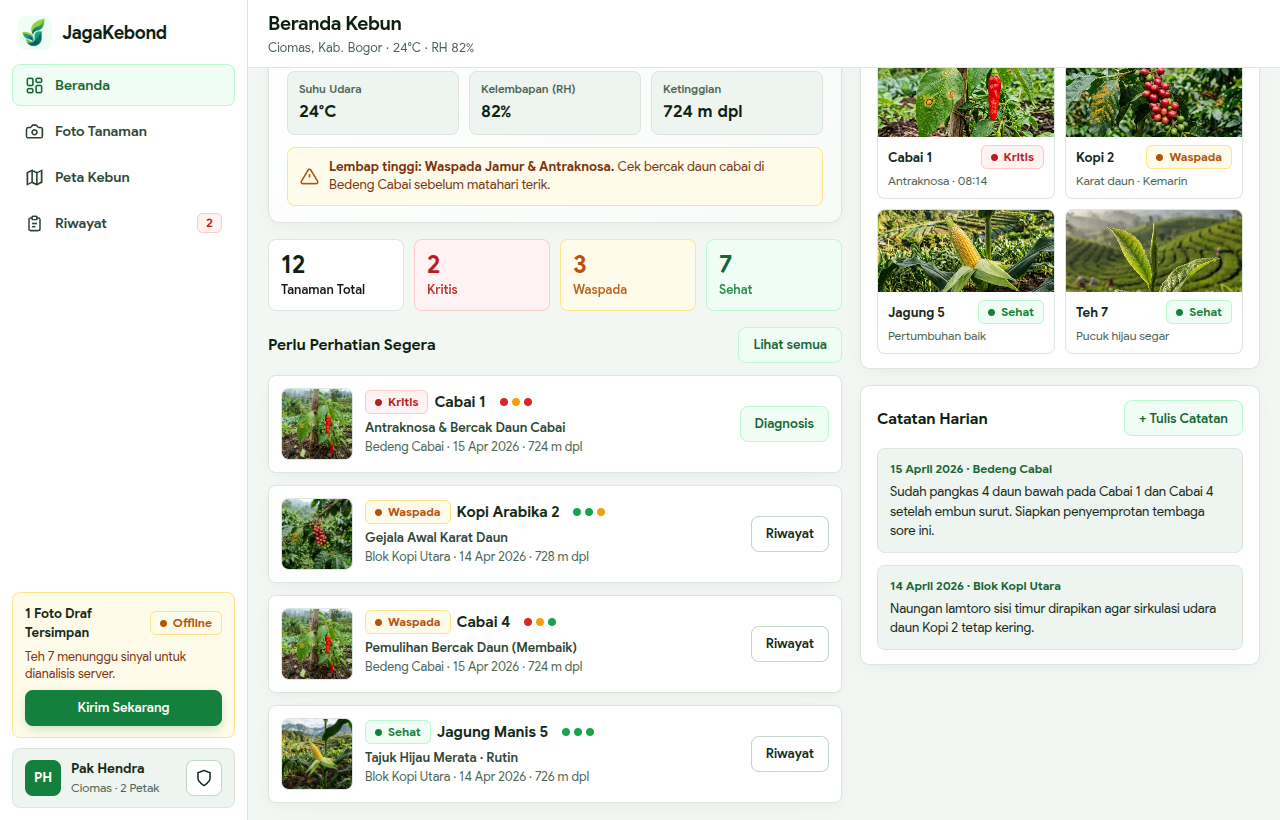 JagaKebond
Beranda
Foto Tanaman
Peta Kebun
Riwayat
2
1 Foto Draf
Tersimpan
Offline
Teh 7 menunggu sinyal untuk
dianalisis server.
Kirim Sekarang
PH
Pak Hendra
Ciomas · 2 Petak
Beranda Kebun
Ciomas, Kab. Bogor · 24°C · RH 82%
Suhu Udara
24°C
Kelembapan (RH)
82%
Ketinggian
724 m dpl
Lembap tinggi: Waspada Jamur & Antraknosa. Cek bercak daun cabai di
Bedeng Cabai sebelum matahari terik.
12
Tanaman Total
2
Kritis
3
Waspada
7
Sehat
Perlu Perhatian Segera
Lihat semua
Kritis
Cabai 1
Antraknosa & Bercak Daun Cabai
Bedeng Cabai · 15 Apr 2026 · 724 m dpl
Diagnosis
Waspada
Kopi Arabika 2
Gejala Awal Karat Daun
Blok Kopi Utara · 14 Apr 2026 · 728 m dpl
Riwayat
Waspada
Cabai 4
Pemulihan Bercak Daun (Membaik)
Bedeng Cabai · 15 Apr 2026 · 724 m dpl
Riwayat
Sehat
Jagung Manis 5
Tajuk Hijau Merata · Rutin
Blok Kopi Utara · 14 Apr 2026 · 726 m dpl
Riwayat
Cabai 1
Kritis
Antraknosa · 08:14
Kopi 2
Waspada
Karat daun · Kemarin
Jagung 5
Sehat
Pertumbuhan baik
Teh 7
Sehat
Pucuk hijau segar
Catatan Harian
+ Tulis Catatan
15 April 2026 · Bedeng Cabai
Sudah pangkas 4 daun bawah pada Cabai 1 dan Cabai 4
setelah embun surut. Siapkan penyemprotan tembaga
sore ini.
14 April 2026 · Blok Kopi Utara
Naungan lamtoro sisi timur dirapikan agar sirkulasi udara
daun Kopi 2 tetap kering.